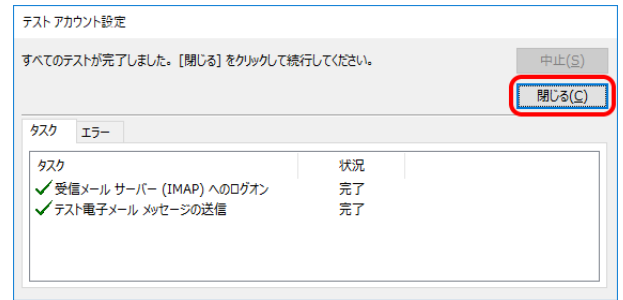 テスト アカウント設定
すべてのテストが完了しました。[閉じる] をクリックして続行してください。
中止(S)
閉じる(C)
タスク エラー
タスク 状況
受信メール サーバー (IMAP) へのログオン 完了
テスト電子メール メッセージの送信 完了